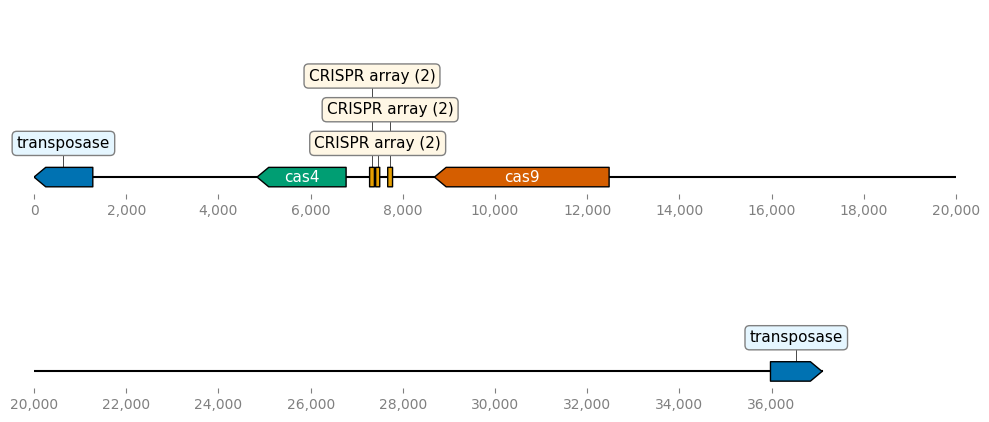 CRISPR array (2)
CRISPR array (2)
transposase
CRISPR array (2)
cas4
cas9
0
2,000
4,000
6,000
8,000
10,000
12,000
14,000
16,000
18,000
20,000
transposase
20,000
22,000
24,000
26,000
28,000
30,000
32,000
34,000
36,000